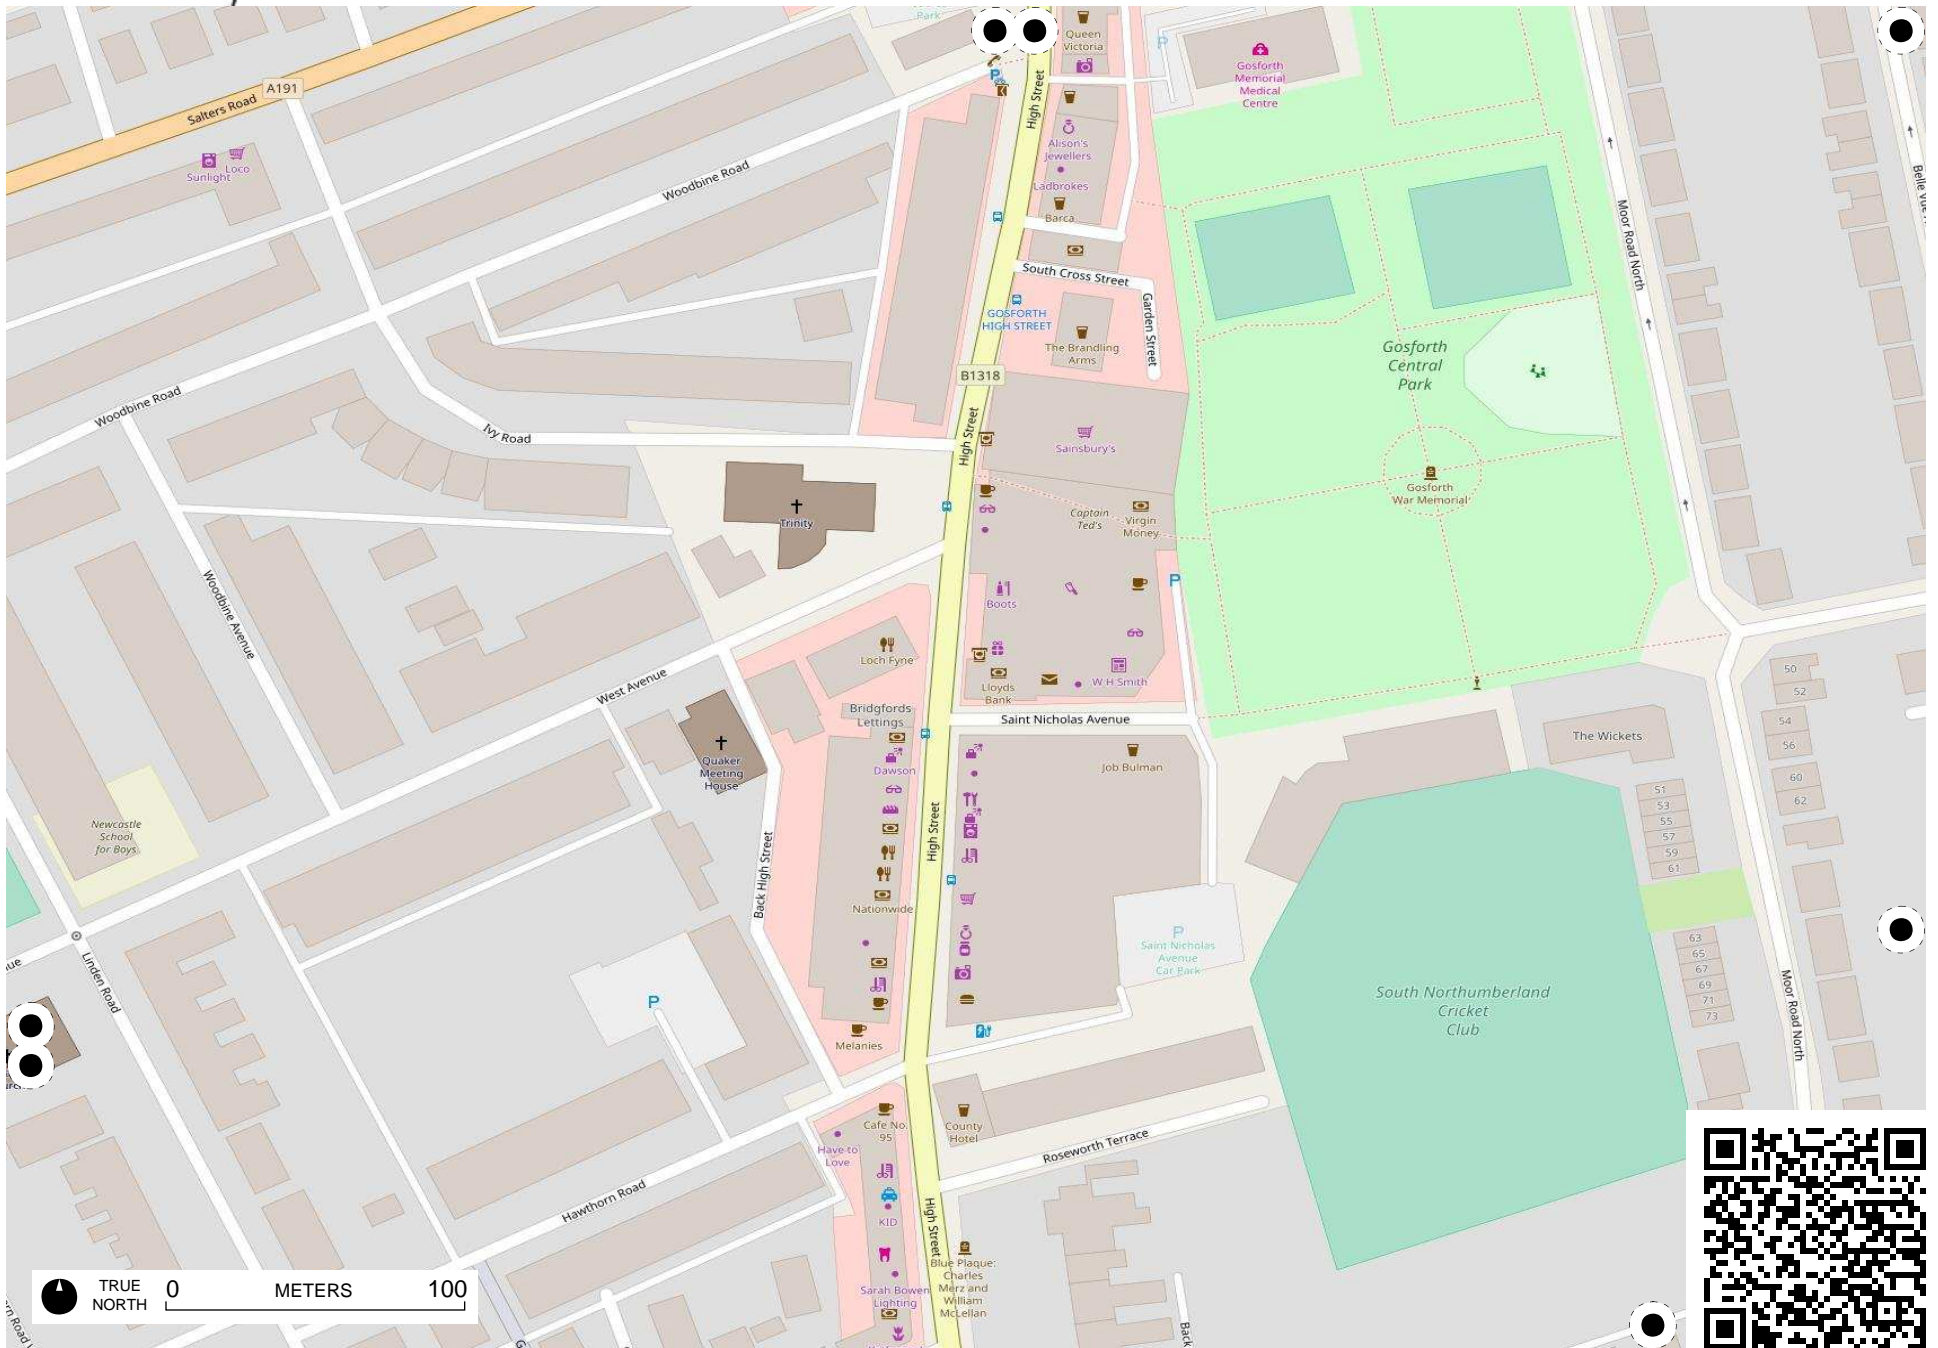 Park
Queen
Victoria
Gosforth
Memorial
Medical
Centre
P
P
A191
Salters Road
High Street
Sunlight
Loco
Woodbine Road
Alison's
Jewellers
Ladbrokes
Barca
Moor Road North
South Cross Street
GOSFORTH
HIGH STREET
Garden Street
The Brandling
Arms
Gosforth
Central
Park
B1318
Woodbine Road
Ivy Road
High Street
Sainsbury's
Gosforth
War Memorial
Trinity
Captain
Ted's
Virgin
Money
P
Boots
Woodbine Avenue
Loch Fyne
West Avenue
Lloyds
Bank
W H Smith
50
52
Bridgfords
Lettings
Saint Nicholas Avenue
54
56
The Wickets
Quaker
Meeting
House
Dawson
Job Bulman
60
62
51
53
55
57
59
61
Newcastle
School
for Boys
High Street
Back High Street
Nationwide
P
Saint Nicholas
Avenue
Car Park
63
65
67
69
71
73
Linden Road
P
South Northumberland
Cricket
Club
Moor Road North
Melanies
Cafe No.
95
County
Hotel
Have to
Love
Roseworth Terrace
Hawthorn Road
KID
High Street
Blue Plaque:
Charles
Merz and
William
McLellan
Sarah Bowen
Lighting
Back
TRUE
NORTH
0 METERS 100